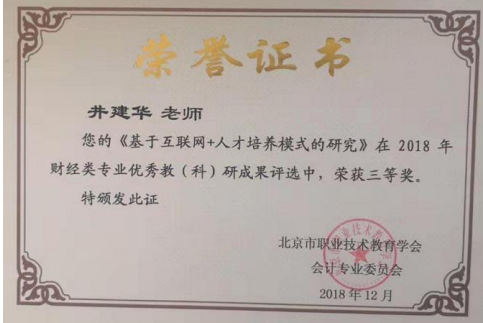 荣誉证书
井建华 老师
您的《基于互联网+人才培养模式的研究》在 2018 年
财经类专业优秀教（科）研成果评选中，荣获三等奖。
特颁发此证
北京市职业技术教育学会
会计专业委员会
2018 年 12 月